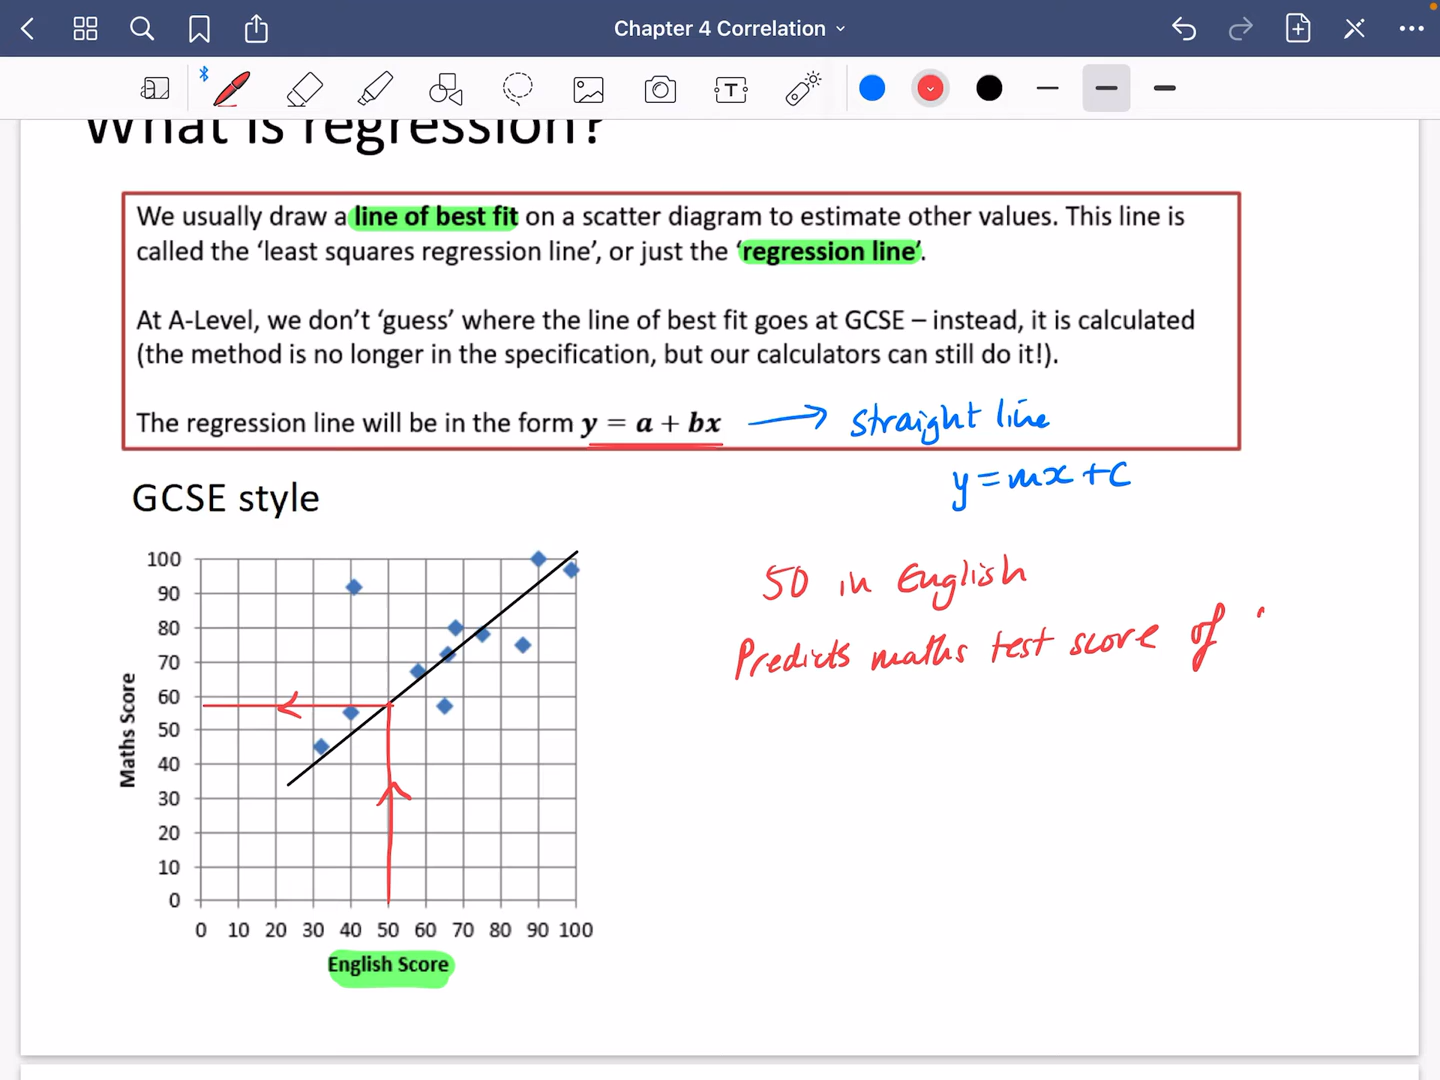 Chapter 4 Correlation
What is regression?
We usually draw a line of best fit on a scatter diagram to estimate other values. This line is
called the ‘least squares regression line’, or just the ‘regression line’.
At A-Level, we don’t ‘guess’ where the line of best fit goes at GCSE – instead, it is calculated
(the method is no longer in the specification, but our calculators can still do it!).
The regression line will be in the form y = a + bx → straight line
y = mx + c
GCSE style
50 in English
Predicts maths test score of
100
90
80
70
60
50
40
30
20
10
0
Maths Score
0 10 20 30 40 50 60 70 80 90 100
English Score